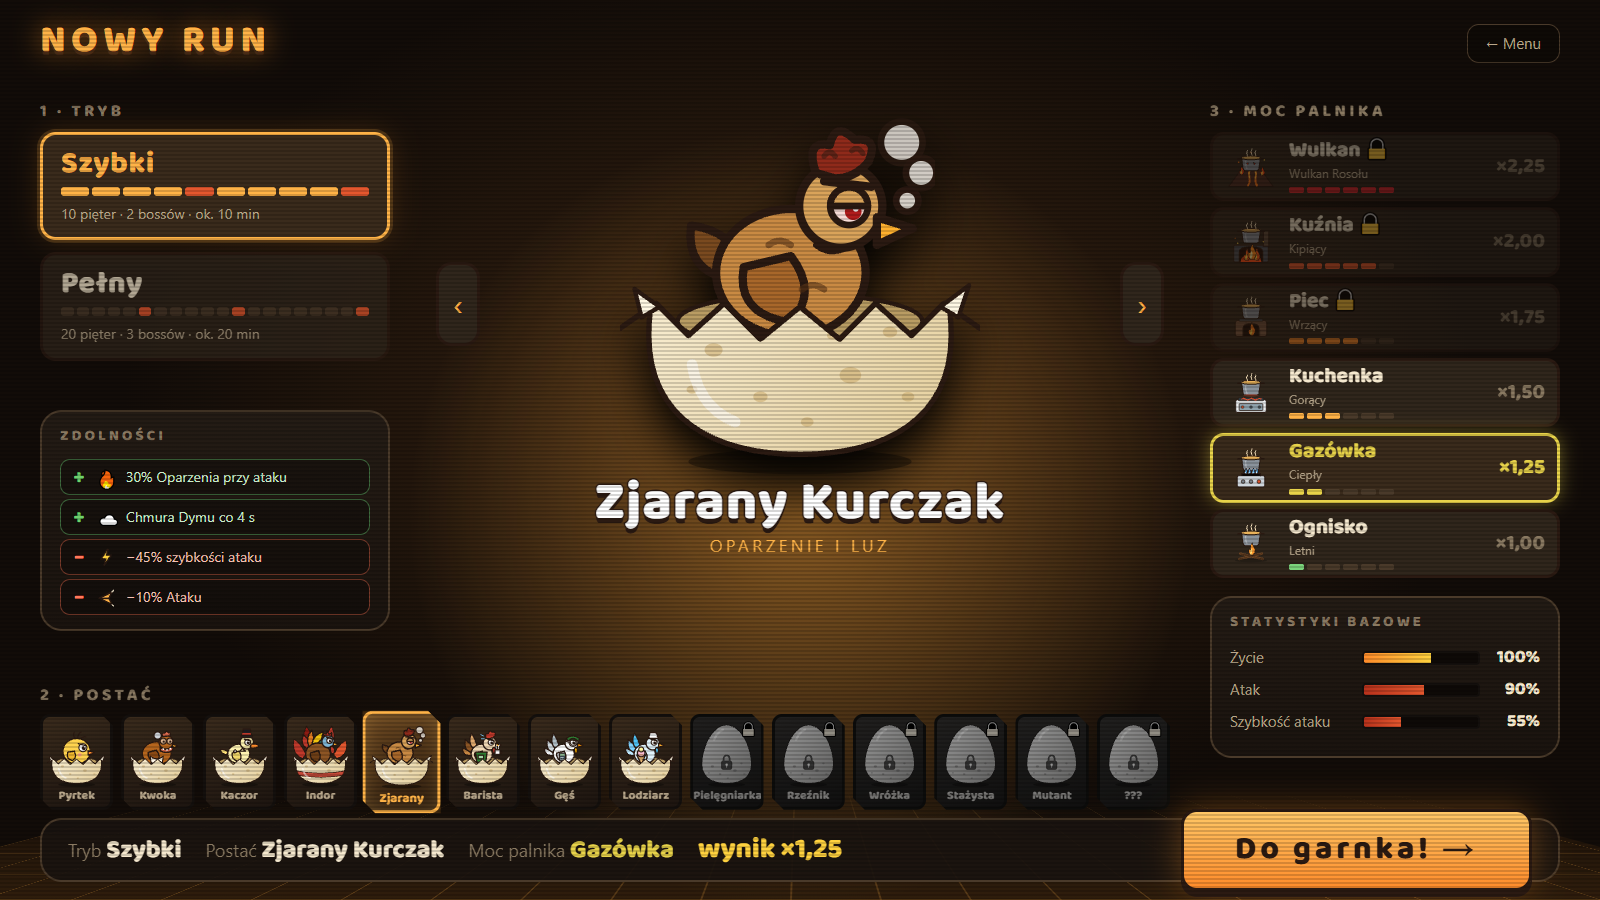 NOWY RUN
← Menu
1 · TRYB
Szybki
10 pięter · 2 bossów · ok. 10 min
Pełny
20 pięter · 3 bossów · ok. 20 min
ZDOLNOŚCI
+ 30% Oparzenia przy ataku
+ Chmura Dymu co 4 s
− −45% szybkości ataku
− −10% Ataku
‹
›
Zjarany Kurczak
OPARZENIE I LUZ
3 · MOC PALNIKA
Wulkan
Wulkan Rosołu
×2,25
Kuźnia
Kipiący
×2,00
Piec
Wrzący
×1,75
Kuchenka
Gorący
×1,50
Gazówka
Ciepły
×1,25
Ognisko
Letni
×1,00
STATYSTYKI BAZOWE
Życie 100%
Atak 90%
Szybkość ataku 55%
2 · POSTAĆ
Pyrtek
Kwoka
Kaczor
Indor
Zjarany
Barista
Gęś
Lodziarz
Pielęgniarka
Rzeźnik
Wróżka
Stażysta
Mutant
???
Tryb Szybki Postać Zjarany Kurczak Moc palnika Gazówka wynik ×1,25
Do garnka! →